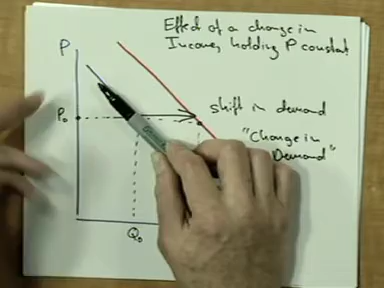 Effect of a change in
Income, holding P constant
P
shift in demand
P₀
"Change in
Demand"
Q₀